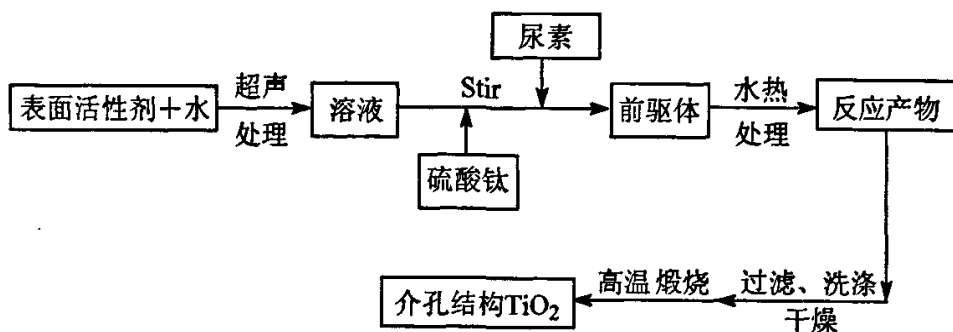 尿素
表面活性剂+水
超声
处理
溶液
Stir
硫酸钛
前驱体
水热
处理
反应产物
过滤、洗涤
干燥
高温煅烧
介孔结构TiO₂